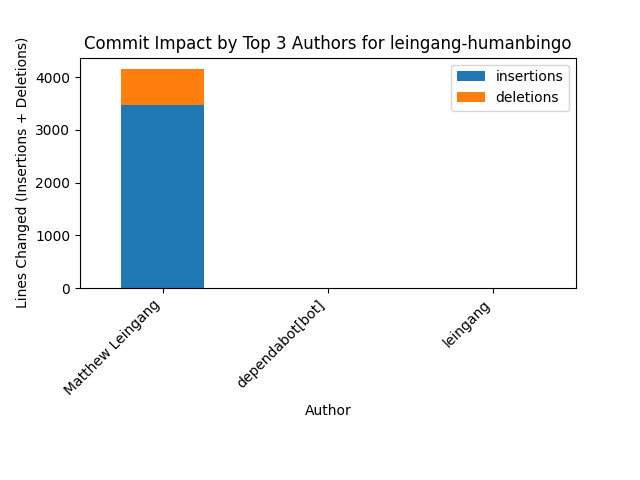 Commit Impact by Top 3 Authors for leingang-humanbingo
Lines Changed (Insertions + Deletions)
4000
3000
2000
1000
0
insertions
deletions
Matthew Leingang
dependabot[bot]
leingang
Author